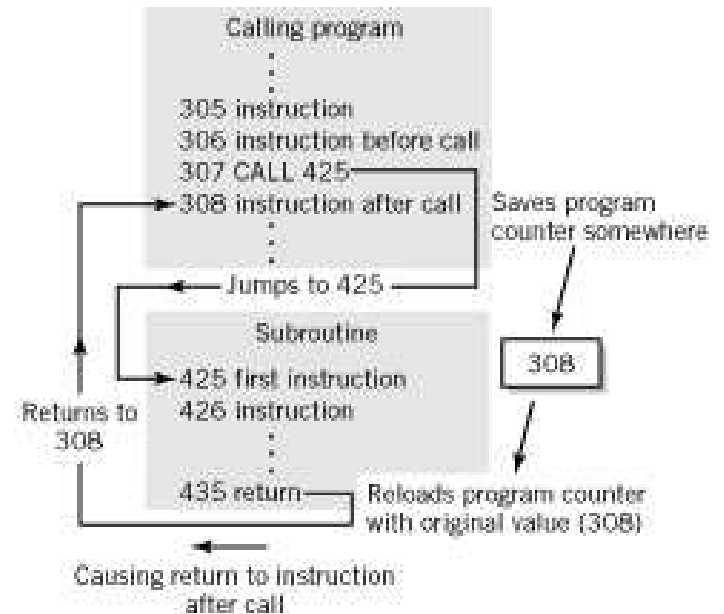 Calling program
305 instruction
306 instruction before call
307 CALL 425
308 instruction after call
Saves program
counter somewhere
Jumps to 425
Subroutine
308
425 first instruction
426 instruction
Returns to
308
435 return
Reloads program counter
with original value (308)
Causing return to instruction
after call